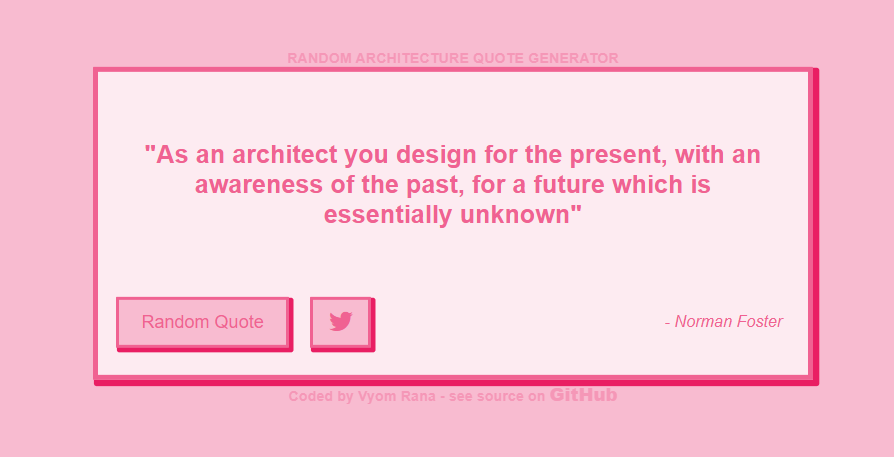 RANDOM ARCHITECTURE QUOTE GENERATOR
"As an architect you design for the present, with an
awareness of the past, for a future which is
essentially unknown"
Random Quote
- Norman Foster
Coded by Vyom Rana - see source on GitHub